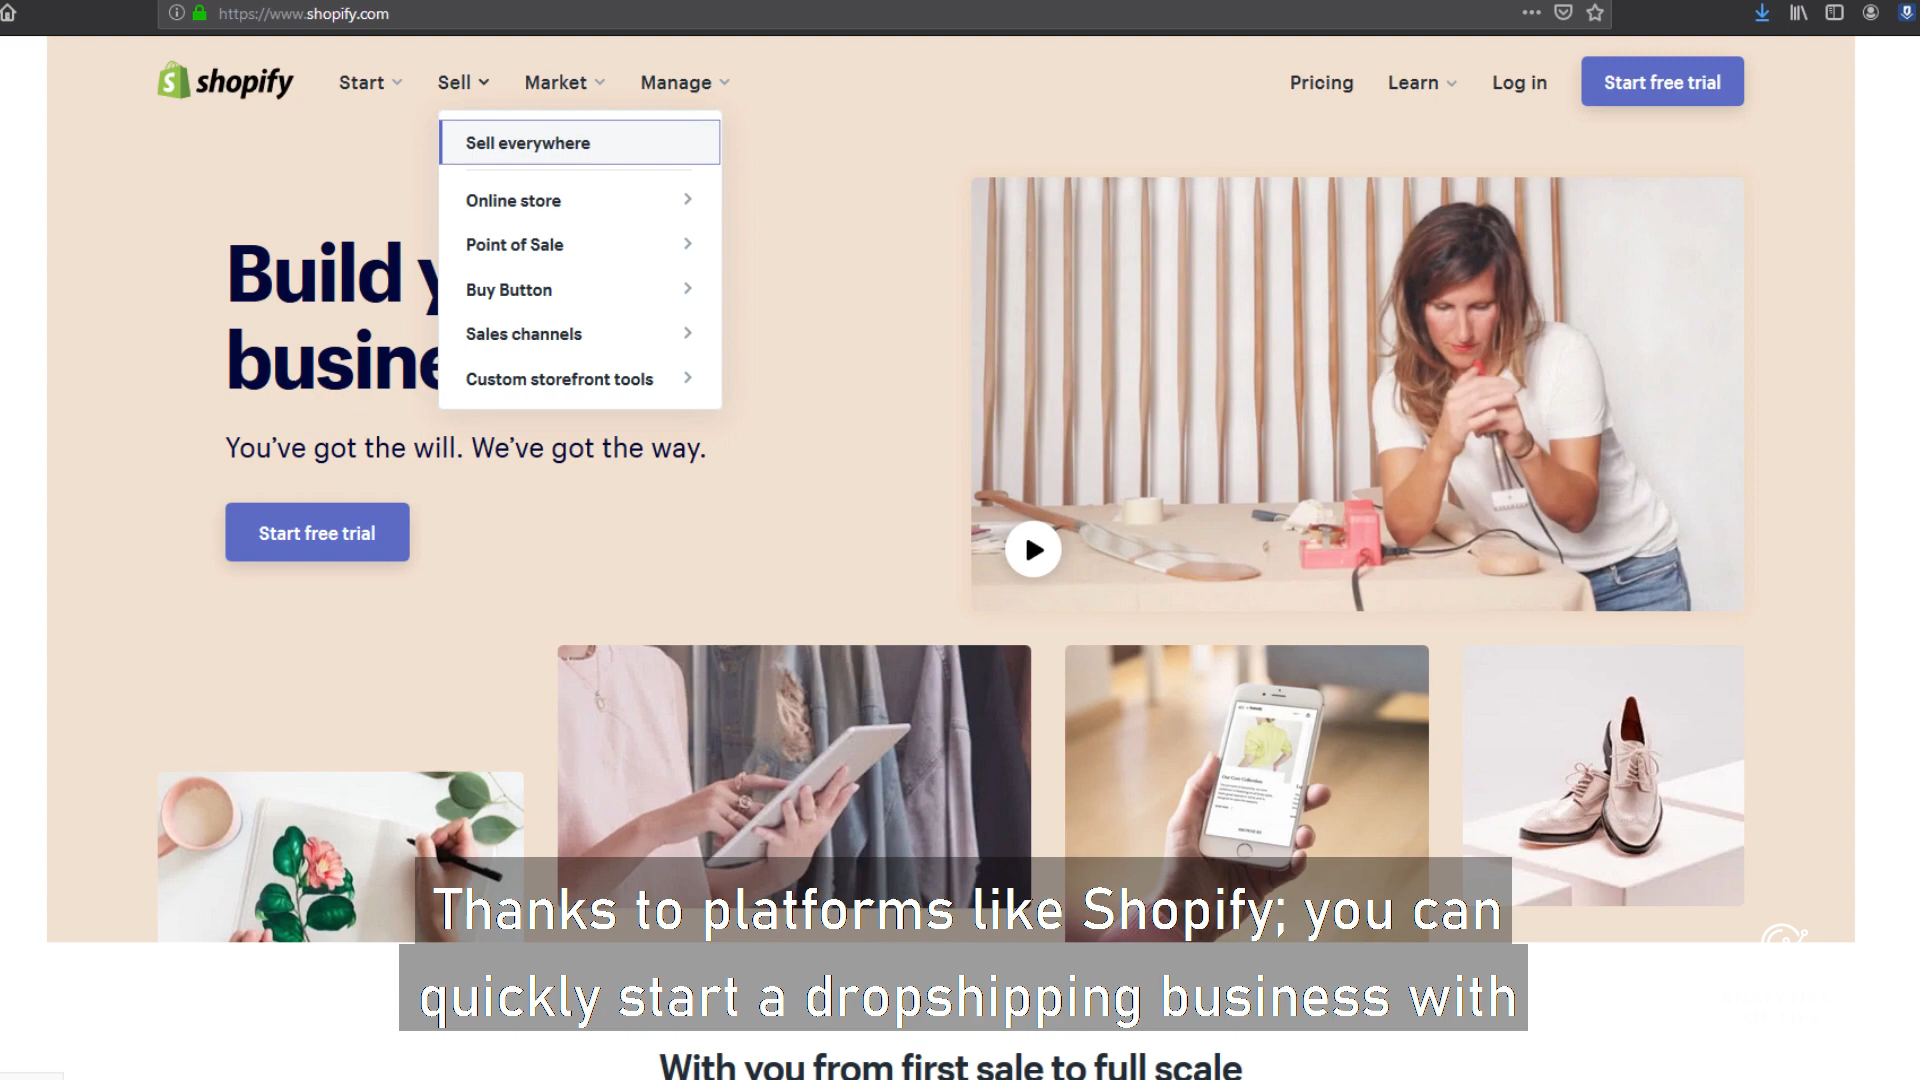 https://www.shopify.com
shopify
Start
Sell
Market
Manage
Pricing
Learn
Log in
Start free trial
Sell everywhere
Online store
Point of Sale
Buy Button
Sales channels
Custom storefront tools
Build y
busine
You've got the will. We've got the way.
Start free trial
Thanks to platforms like Shopify; you can
quickly start a dropshipping business with
With you from first sale to full scale